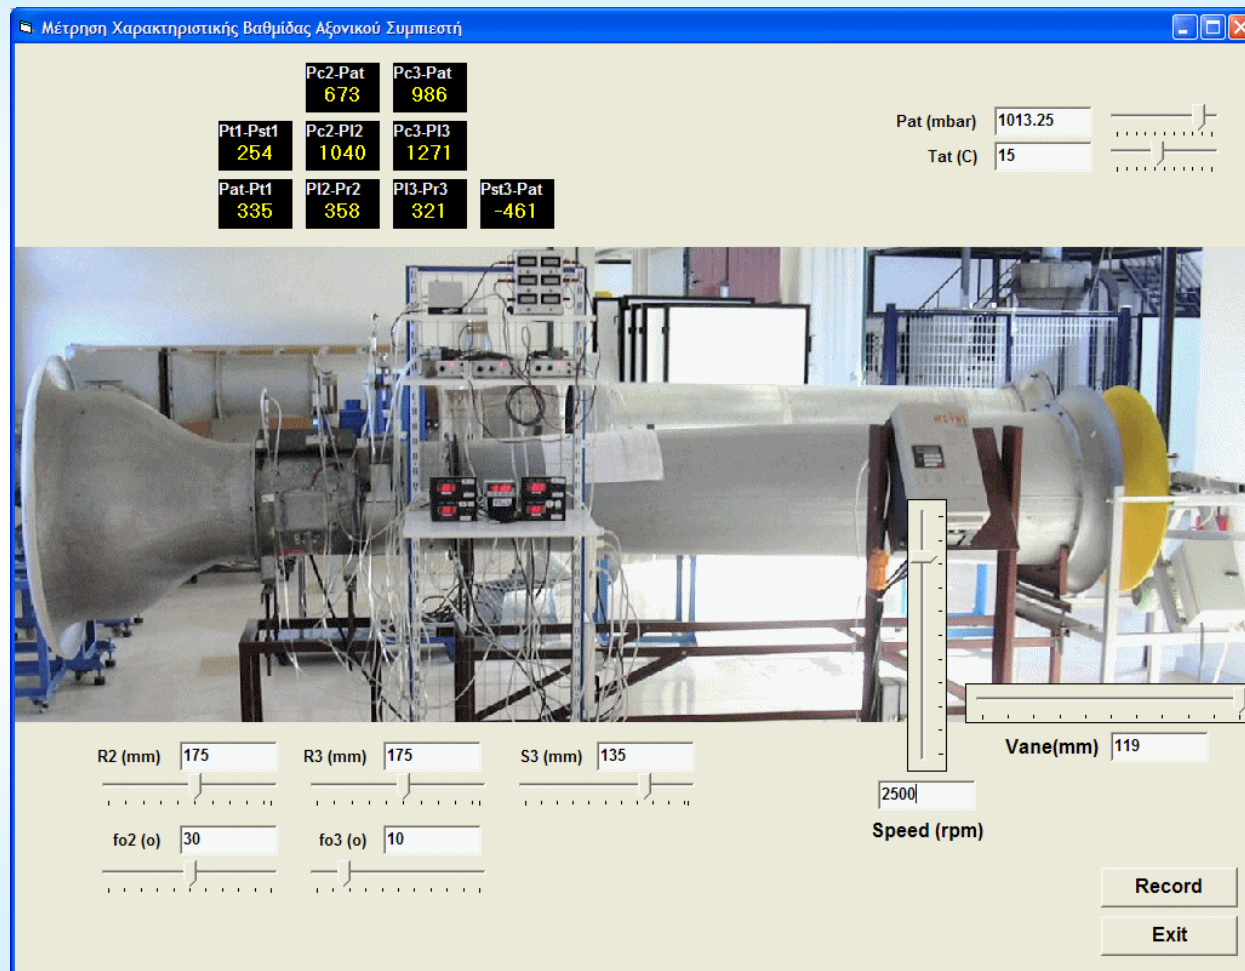 Μέτρηση Χαρακτηριστικής Βαθμίδας Αξονικού Συμπιεστή
Pc2-Pat Pc3-Pat
673 986
Pt1-Pst1 Pc2-Pl2 Pc3-Pl3
254 1040 1271
Pat-Pt1 Pl2-Pr2 Pl3-Pr3 Pst3-Pat
335 358 321 -461
Pat (mbar) 1013.25
Tat (C) 15
R2 (mm) 175 R3 (mm) 175 S3 (mm) 135
Vane(mm) 119
fo2 (o) 30 fo3 (o) 10
2500
Speed (rpm)
Record
Exit